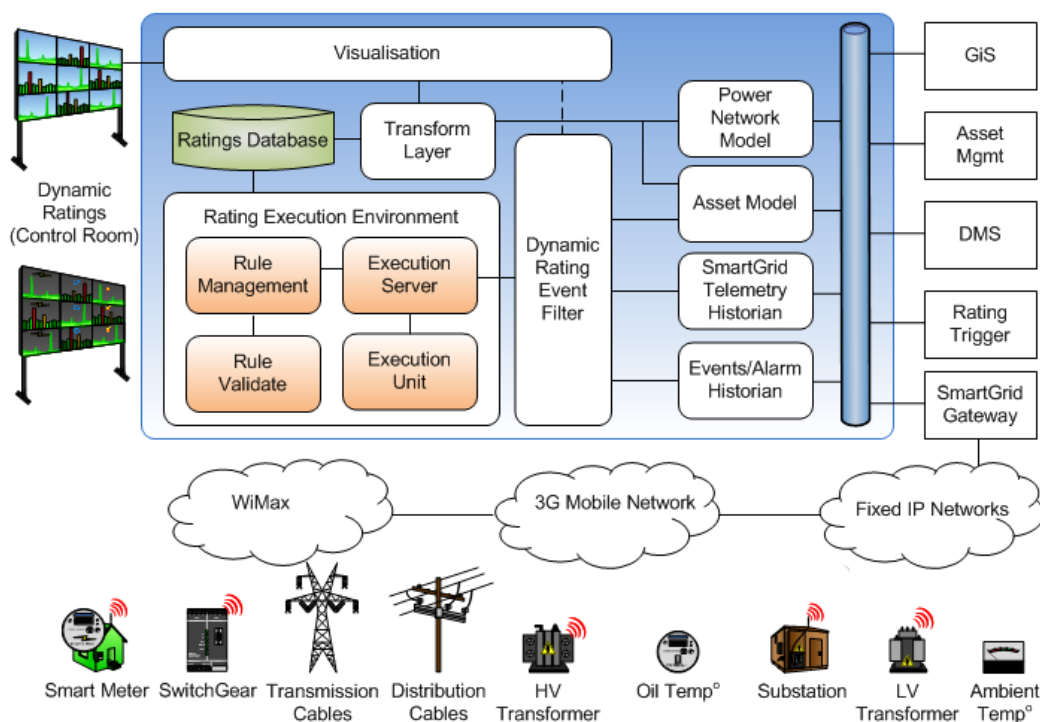 Visualisation
GiS
Power
Network
Model
Ratings Database
Transform
Layer
Asset
Mgmt
Dynamic
Ratings
(Control Room)
Rating Execution Environment
Asset Model
Dynamic
Rating
Event
Filter
DMS
Rule
Management
Execution
Server
SmartGrid
Telemetry
Historian
Rating
Trigger
Rule
Validate
Execution
Unit
Events/Alarm
Historian
SmartGrid
Gateway
WiMax
3G Mobile Network
Fixed IP Networks
Smart Meter
SwitchGear
Transmission
Cables
Distribution
Cables
HV
Transformer
Oil Tempº
Substation
LV
Transformer
Ambient
Tempº